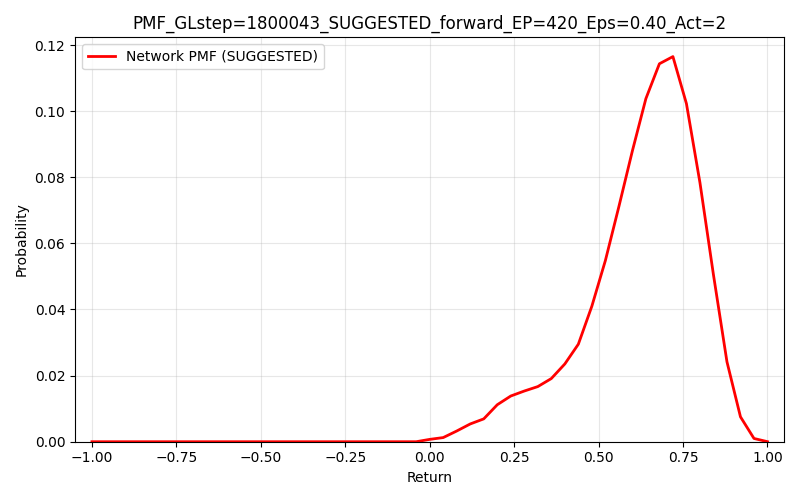 PMF_GLstep=1800043_SUGGESTED_forward_EP=420_Eps=0.40_Act=2
Network PMF (SUGGESTED)
0.12
0.10
0.08
0.06
0.04
0.02
0.00
Probability
−1.00 −0.75 −0.50 −0.25 0.00 0.25 0.50 0.75 1.00
Return